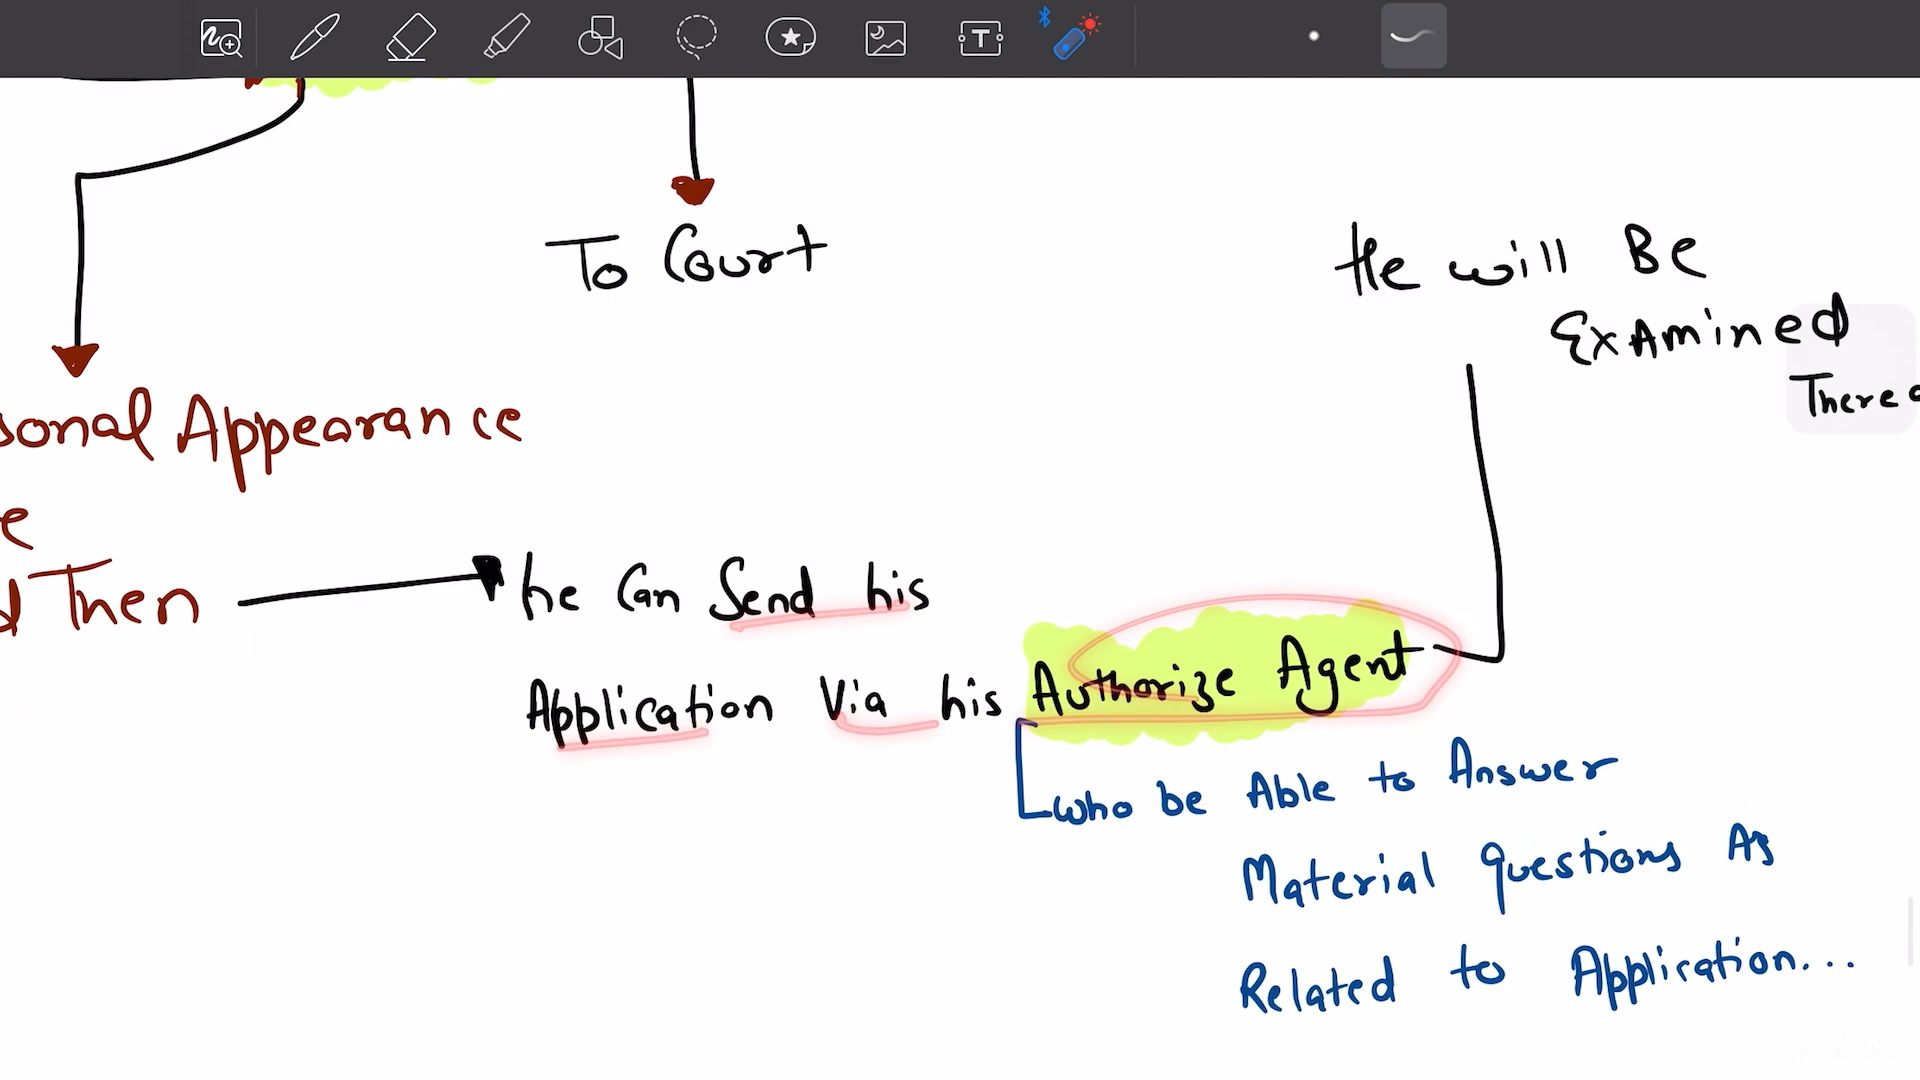 To Court
He will Be
Examined
There
sonal Appearance
e
d Then
he Can Send his
Application Via his Authorize Agent
who be Able to Answer
Material Questions As
Related to Application...